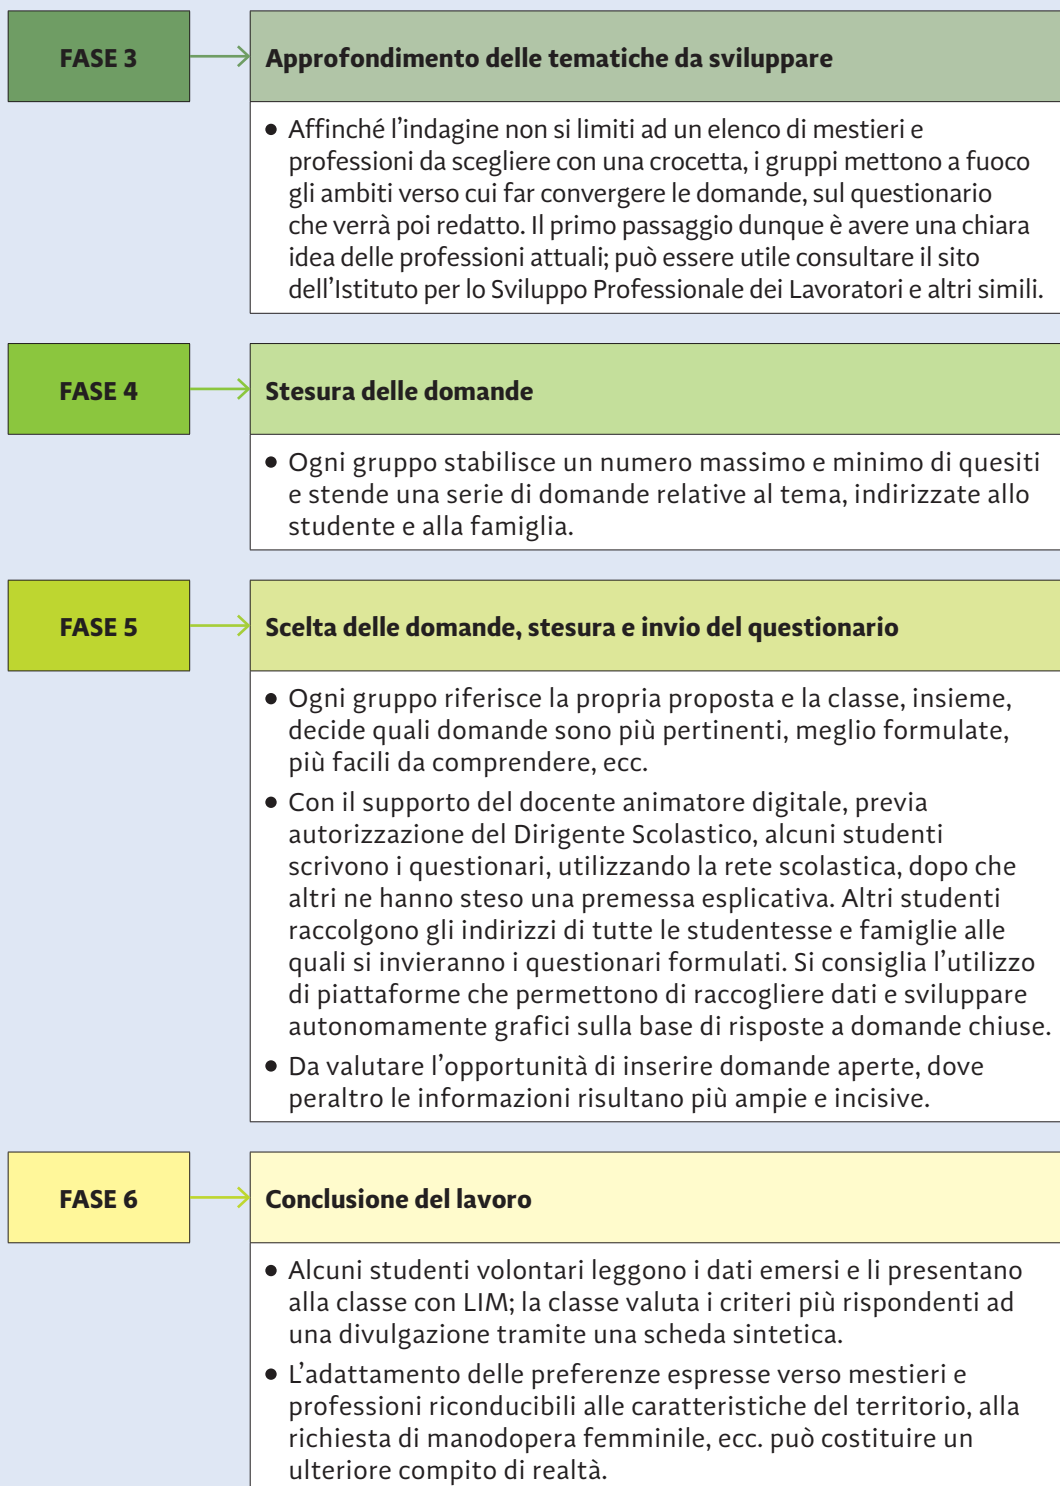 FASE 3
Approfondimento delle tematiche da sviluppare
• Affinché l'indagine non si limiti ad un elenco di mestieri e
professioni da scegliere con una crocetta, i gruppi mettono a fuoco
gli ambiti verso cui far convergere le domande, sul questionario
che verrà poi redatto. Il primo passaggio dunque è avere una chiara
idea delle professioni attuali; può essere utile consultare il sito
dell'Istituto per lo Sviluppo Professionale dei Lavoratori e altri simili.
FASE 4
Stesura delle domande
• Ogni gruppo stabilisce un numero massimo e minimo di quesiti
e stende una serie di domande relative al tema, indirizzate allo
studente e alla famiglia.
FASE 5
Scelta delle domande, stesura e invio del questionario
• Ogni gruppo riferisce la propria proposta e la classe, insieme,
decide quali domande sono più pertinenti, meglio formulate,
più facili da comprendere, ecc.
• Con il supporto del docente animatore digitale, previa
autorizzazione del Dirigente Scolastico, alcuni studenti
scrivono i questionari, utilizzando la rete scolastica, dopo che
altri ne hanno steso una premessa esplicativa. Altri studenti
raccolgono gli indirizzi di tutte le studentesse e famiglie alle
quali si invieranno i questionari formulati. Si consiglia l'utilizzo
di piattaforme che permettono di raccogliere dati e sviluppare
autonomamente grafici sulla base di risposte a domande chiuse.
• Da valutare l'opportunità di inserire domande aperte, dove
peraltro le informazioni risultano più ampie e incisive.
FASE 6
Conclusione del lavoro
• Alcuni studenti volontari leggono i dati emersi e li presentano
alla classe con LIM; la classe valuta i criteri più rispondenti ad
una divulgazione tramite una scheda sintetica.
• L'adattamento delle preferenze espresse verso mestieri e
professioni riconducibili alle caratteristiche del territorio, alla
richiesta di manodopera femminile, ecc. può costituire un
ulteriore compito di realtà.